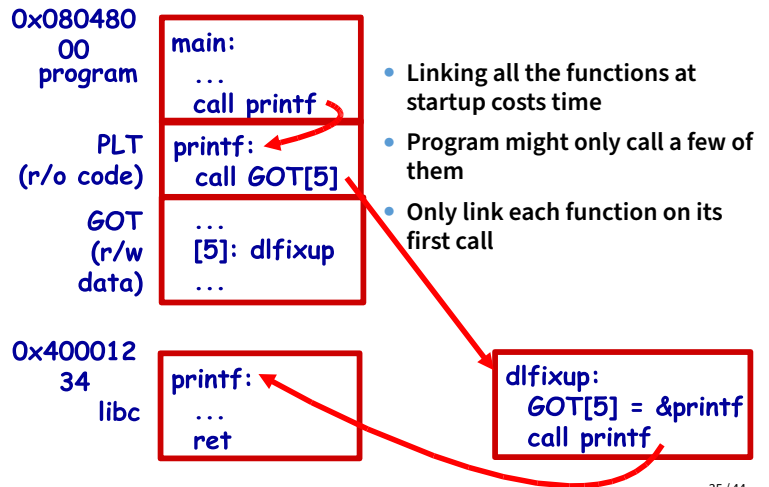 0x080480
00
program
main:
...
call printf
PLT
(r/o code)
printf:
call GOT[5]
GOT
(r/w
data)
...
[5]: dlfixup
...
0x400012
34
libc
printf:
...
ret
• Linking all the functions at
startup costs time
• Program might only call a few of
them
• Only link each function on its
first call
dlfixup:
GOT[5] = &printf
call printf